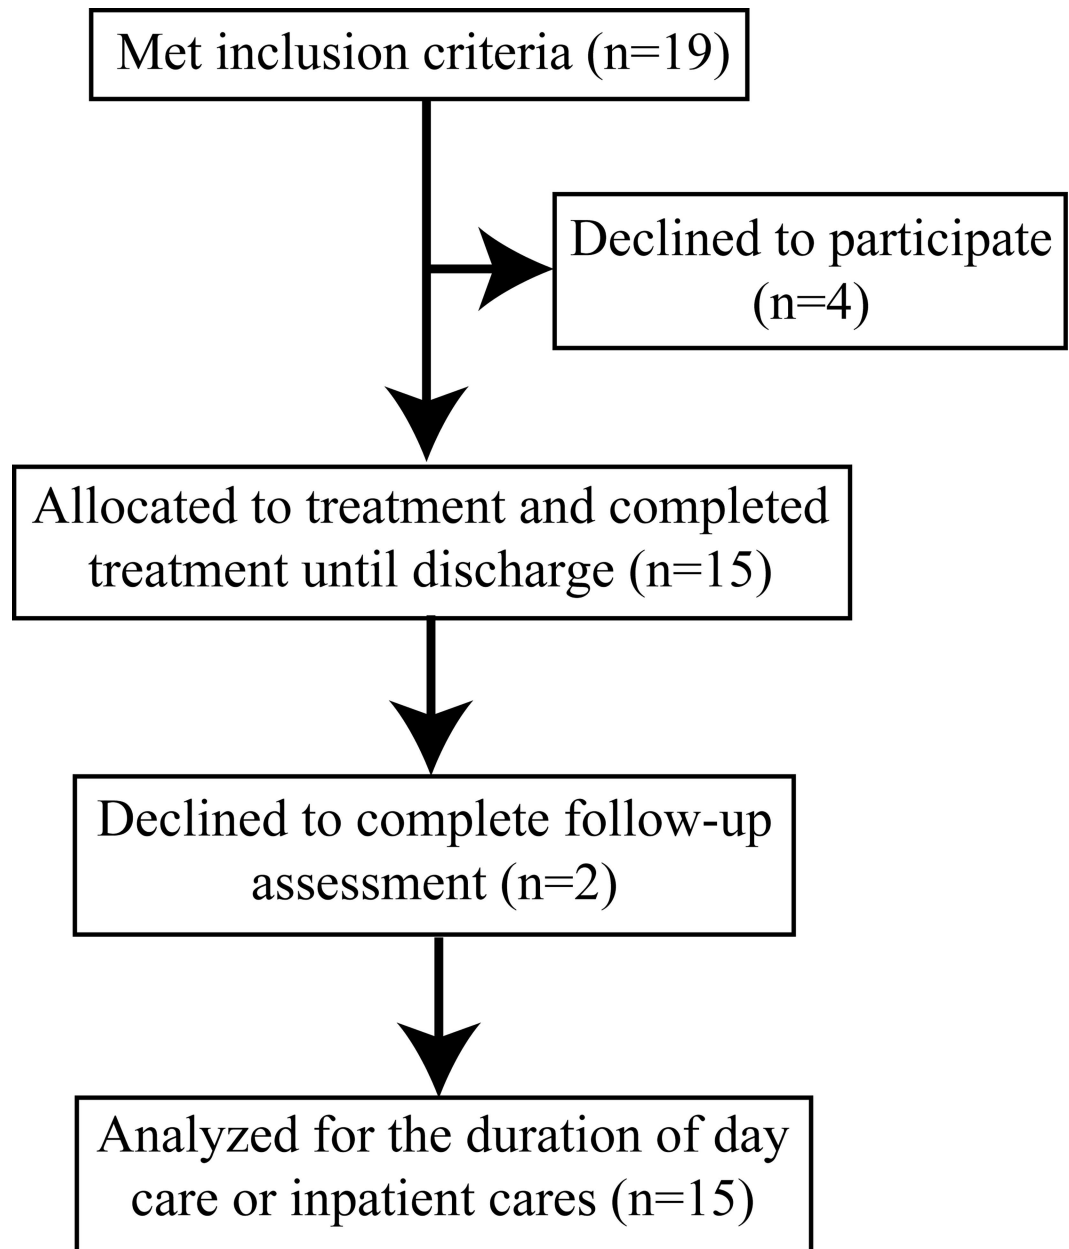 Met inclusion criteria (n=19)
Declined to participate
(n=4)
Allocated to treatment and completed
treatment until discharge (n=15)
Declined to complete follow-up
assessment (n=2)
Analyzed for the duration of day
care or inpatient cares (n=15)